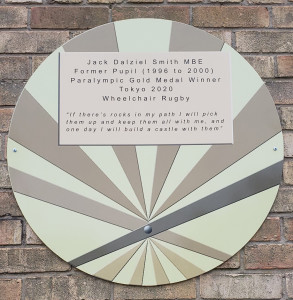 Jack Dalziel Smith MBE
Former Pupil (1996 to 2000)
Paralympic Gold Medal Winner
Tokyo 2020
Wheelchair Rugby
"If there's rocks in my path I will pick
them up and keep them all with me, and
one day I will build a castle with them"